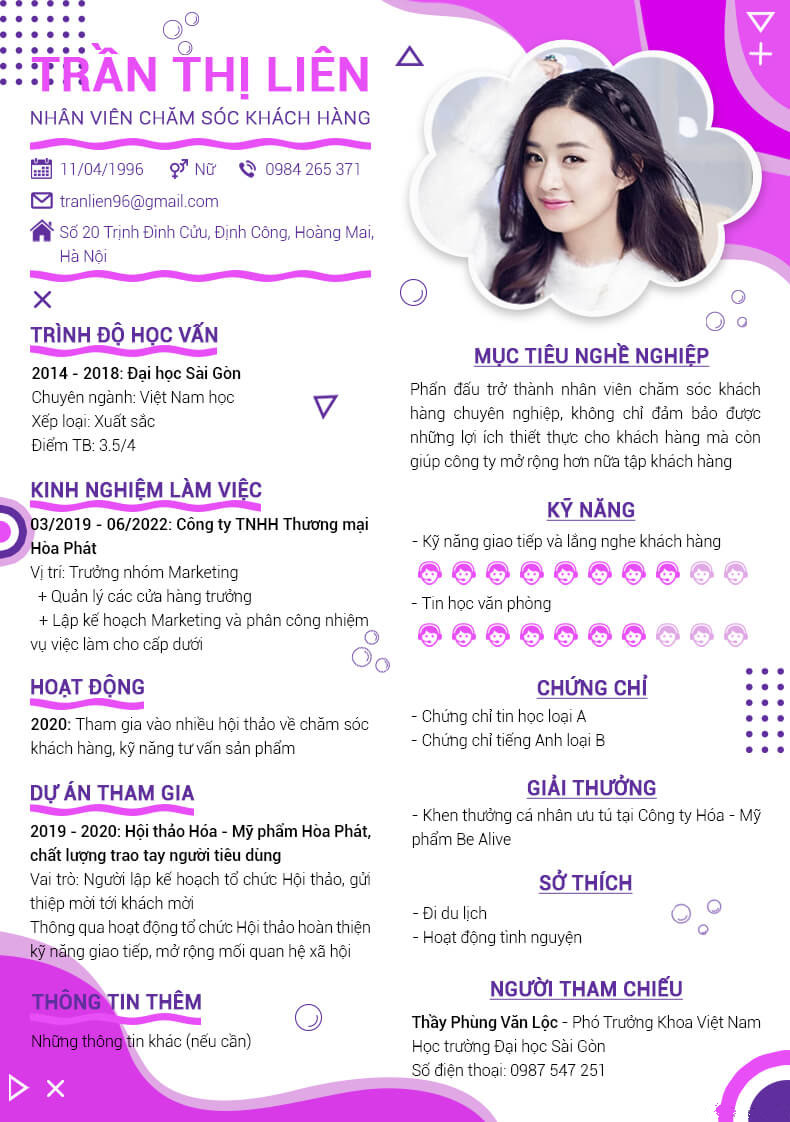 TRẦN THỊ LIÊN
NHÂN VIÊN CHĂM SÓC KHÁCH HÀNG
11/04/1996 Nữ 0984 265 371
tranlien96@gmail.com
Số 20 Trịnh Đình Cửu, Định Công, Hoàng Mai,
Hà Nội
TRÌNH ĐỘ HỌC VẤN
2014 - 2018: Đại học Sài Gòn
Chuyên ngành: Việt Nam học
Xếp loại: Xuất sắc
Điểm TB: 3.5/4
KINH NGHIỆM LÀM VIỆC
03/2019 - 06/2022: Công ty TNHH Thương mại
Hòa Phát
Vị trí: Trưởng nhóm Marketing
+ Quản lý các cửa hàng trưởng
+ Lập kế hoạch Marketing và phân công nhiệm
vụ việc làm cho cấp dưới
HOẠT ĐỘNG
2020: Tham gia vào nhiều hội thảo về chăm sóc
khách hàng, kỹ năng tư vấn sản phẩm
DỰ ÁN THAM GIA
2019 - 2020: Hội thảo Hóa - Mỹ phẩm Hòa Phát,
chất lượng trao tay người tiêu dùng
Vai trò: Người lập kế hoạch tổ chức Hội thảo, gửi
thiệp mời tới khách mời
Thông qua hoạt động tổ chức Hội thảo hoàn thiện
kỹ năng giao tiếp, mở rộng mối quan hệ xã hội
THÔNG TIN THÊM
Những thông tin khác (nếu cần)
MỤC TIÊU NGHỀ NGHIỆP
Phấn đấu trở thành nhân viên chăm sóc khách
hàng chuyên nghiệp, không chỉ đảm bảo được
những lợi ích thiết thực cho khách hàng mà còn
giúp công ty mở rộng hơn nữa tập khách hàng
KỸ NĂNG
- Kỹ năng giao tiếp và lắng nghe khách hàng
- Tin học văn phòng
CHỨNG CHỈ
- Chứng chỉ tin học loại A
- Chứng chỉ tiếng Anh loại B
GIẢI THƯỞNG
- Khen thưởng cá nhân ưu tú tại Công ty Hóa - Mỹ
phẩm Be Alive
SỞ THÍCH
- Đi du lịch
- Hoạt động tình nguyện
NGƯỜI THAM CHIẾU
Thầy Phùng Văn Lộc - Phó Trưởng Khoa Việt Nam
Học trường Đại học Sài Gòn
Số điện thoại: 0987 547 251